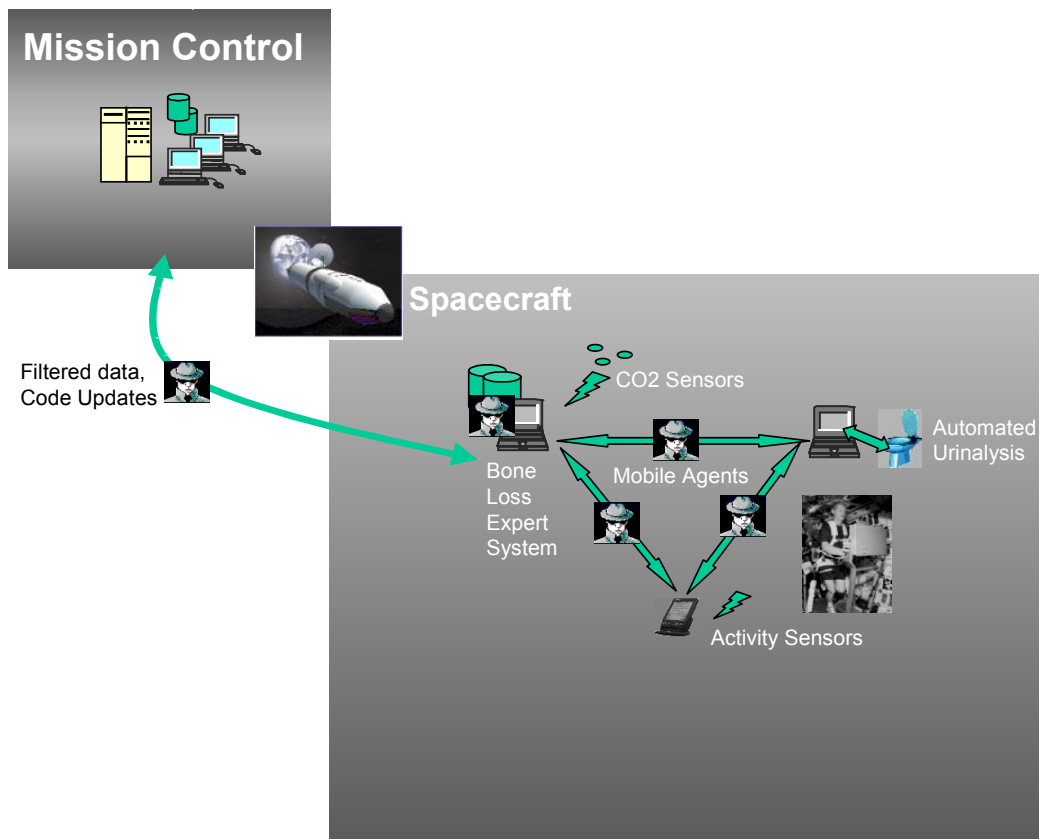 Mission Control
Spacecraft
Filtered data,
Code Updates
CO2 Sensors
Automated
Urinalysis
Mobile Agents
Bone
Loss
Expert
System
Activity Sensors